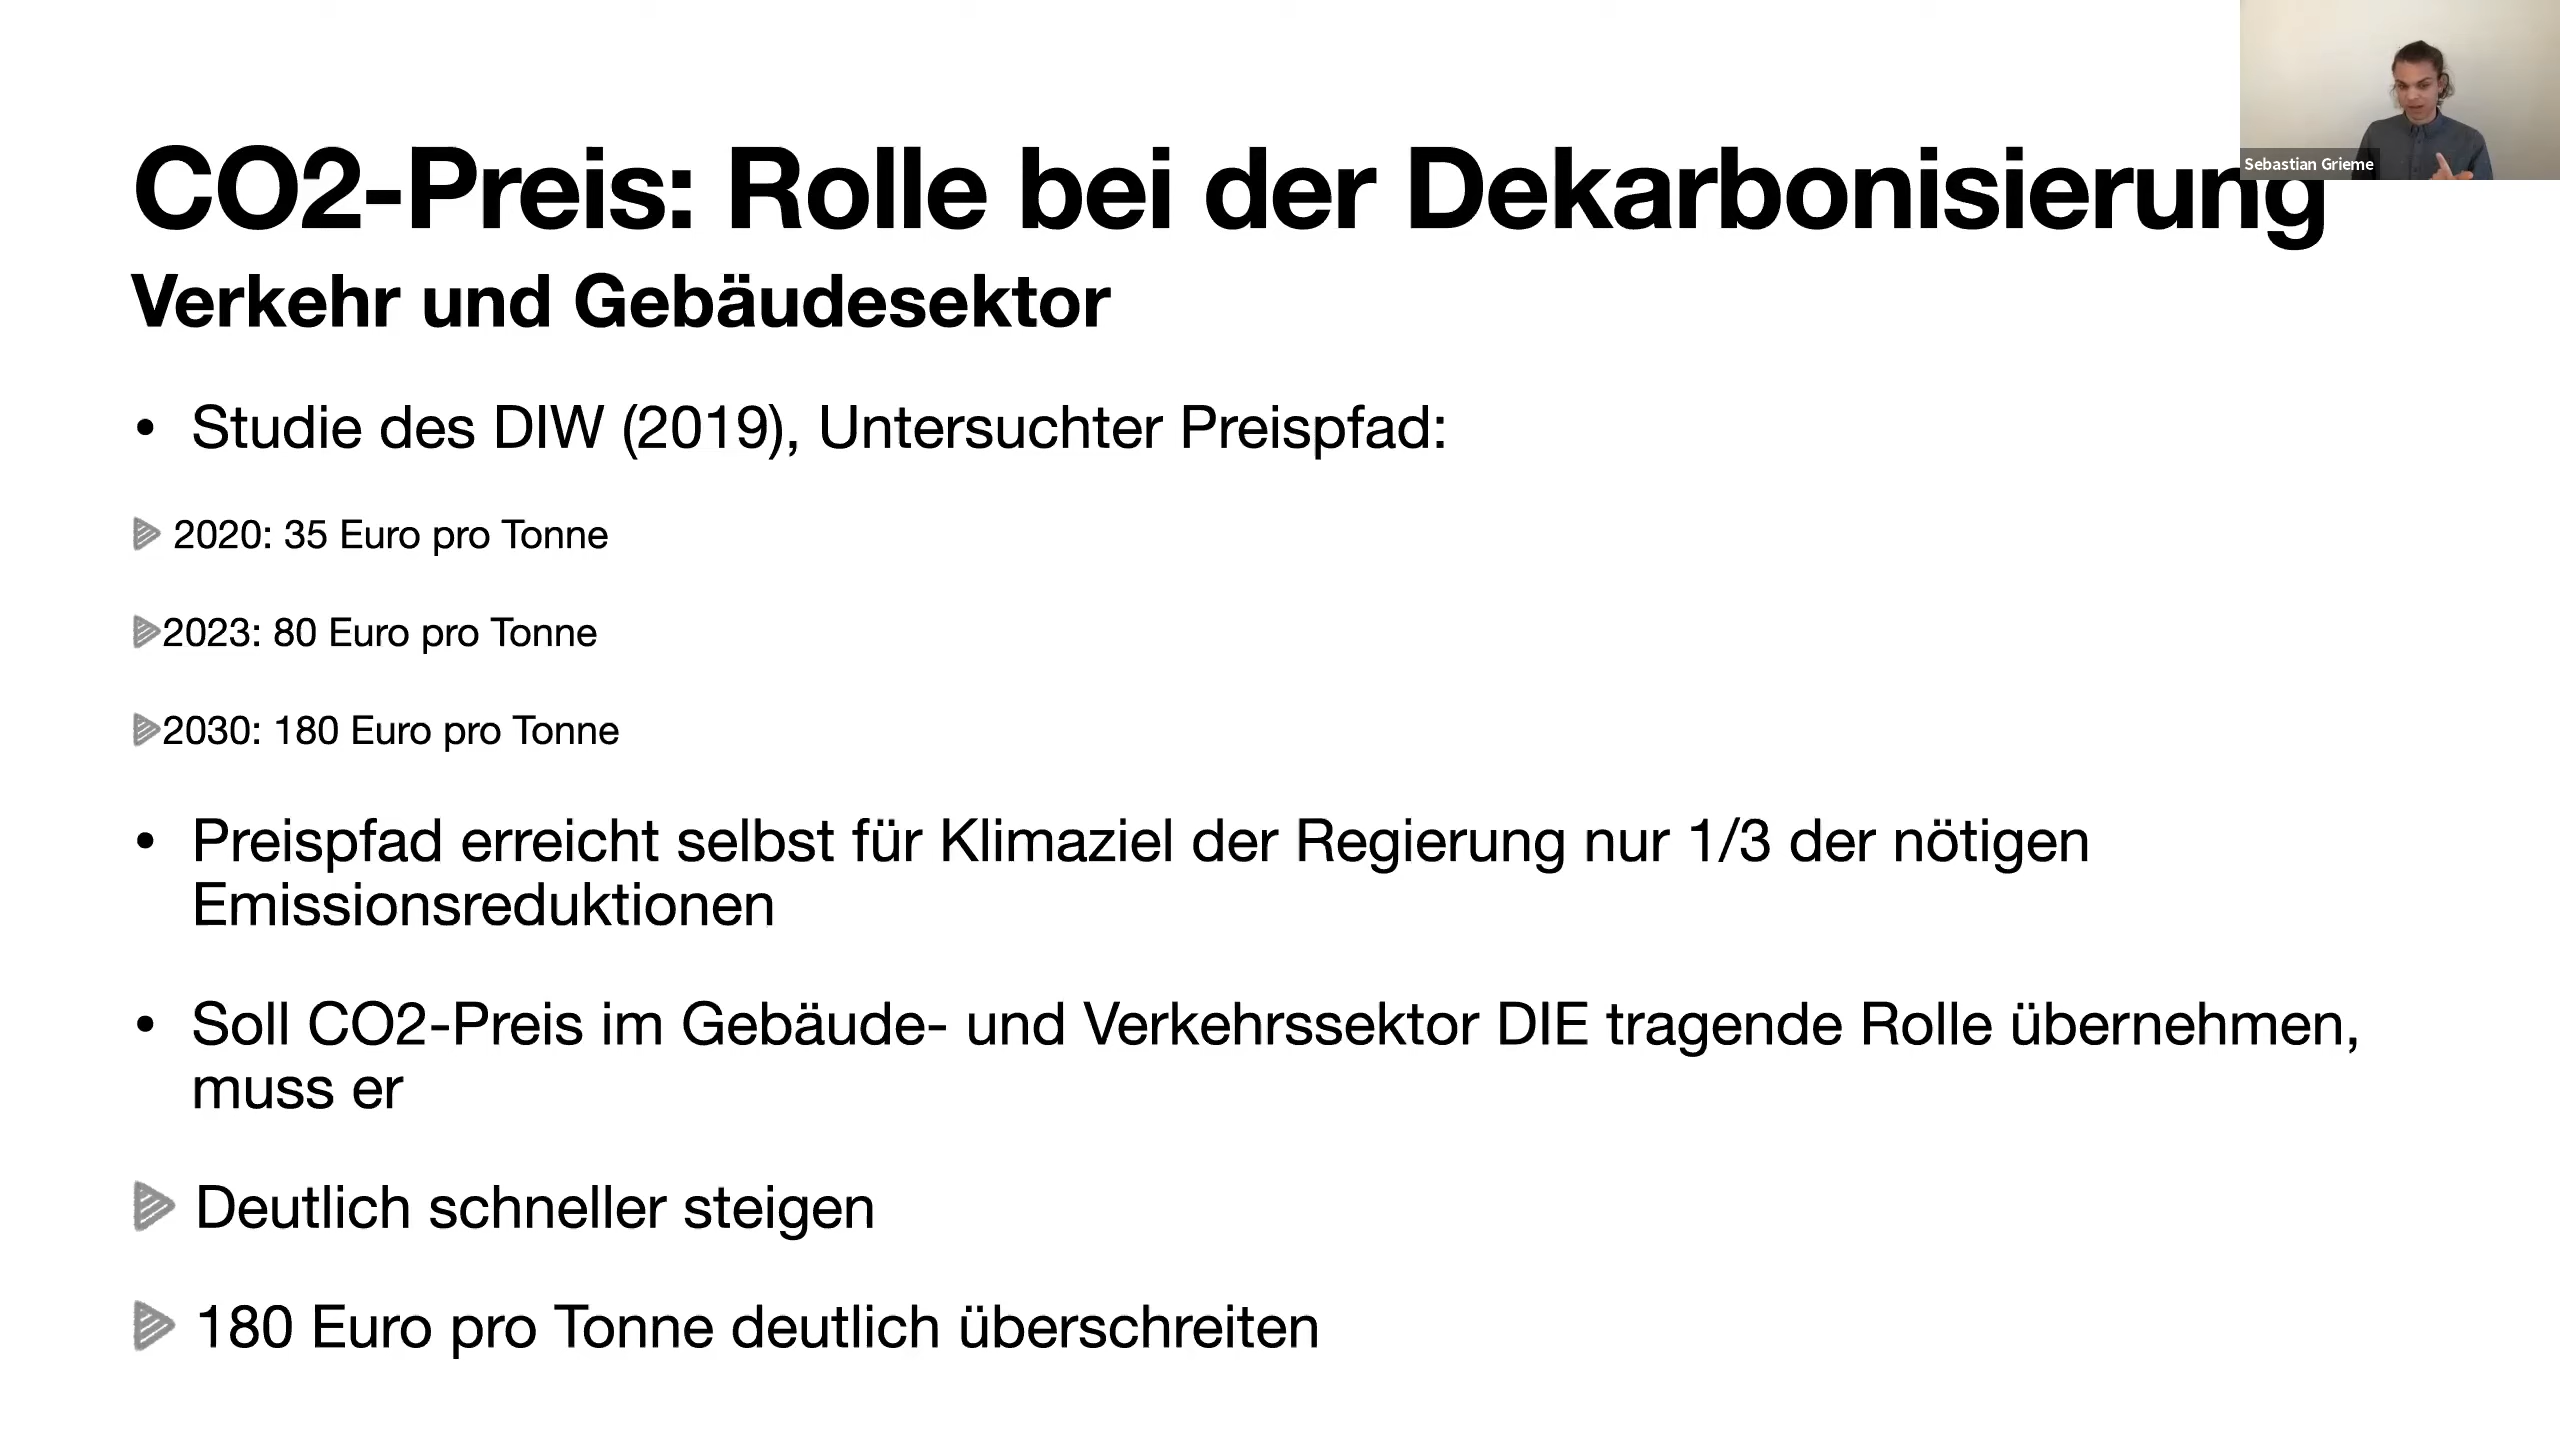 CO2-Preis: Rolle bei der Dekarbonisierung
Sebastian Grieme
Verkehr und Gebäudesektor
• Studie des DIW (2019), Untersuchter Preispfad:
2020: 35 Euro pro Tonne
2023: 80 Euro pro Tonne
2030: 180 Euro pro Tonne
• Preispfad erreicht selbst für Klimaziel der Regierung nur 1/3 der nötigen
Emissionsreduktionen
• Soll CO2-Preis im Gebäude- und Verkehrssektor DIE tragende Rolle übernehmen,
muss er
Deutlich schneller steigen
180 Euro pro Tonne deutlich überschreiten